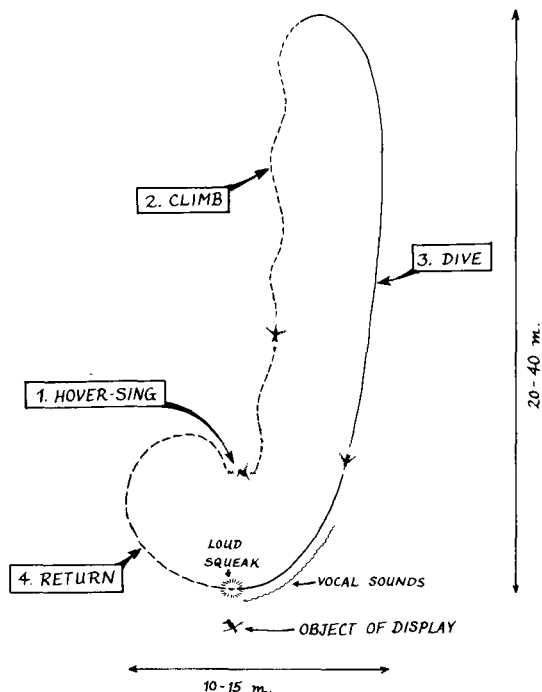 2. CLIMB
3. DIVE
20-40 m.
1. HOVER-SING
LOUD
SQUEAK
4. RETURN
VOCAL SOUNDS
OBJECT OF DISPLAY
10-15 m.